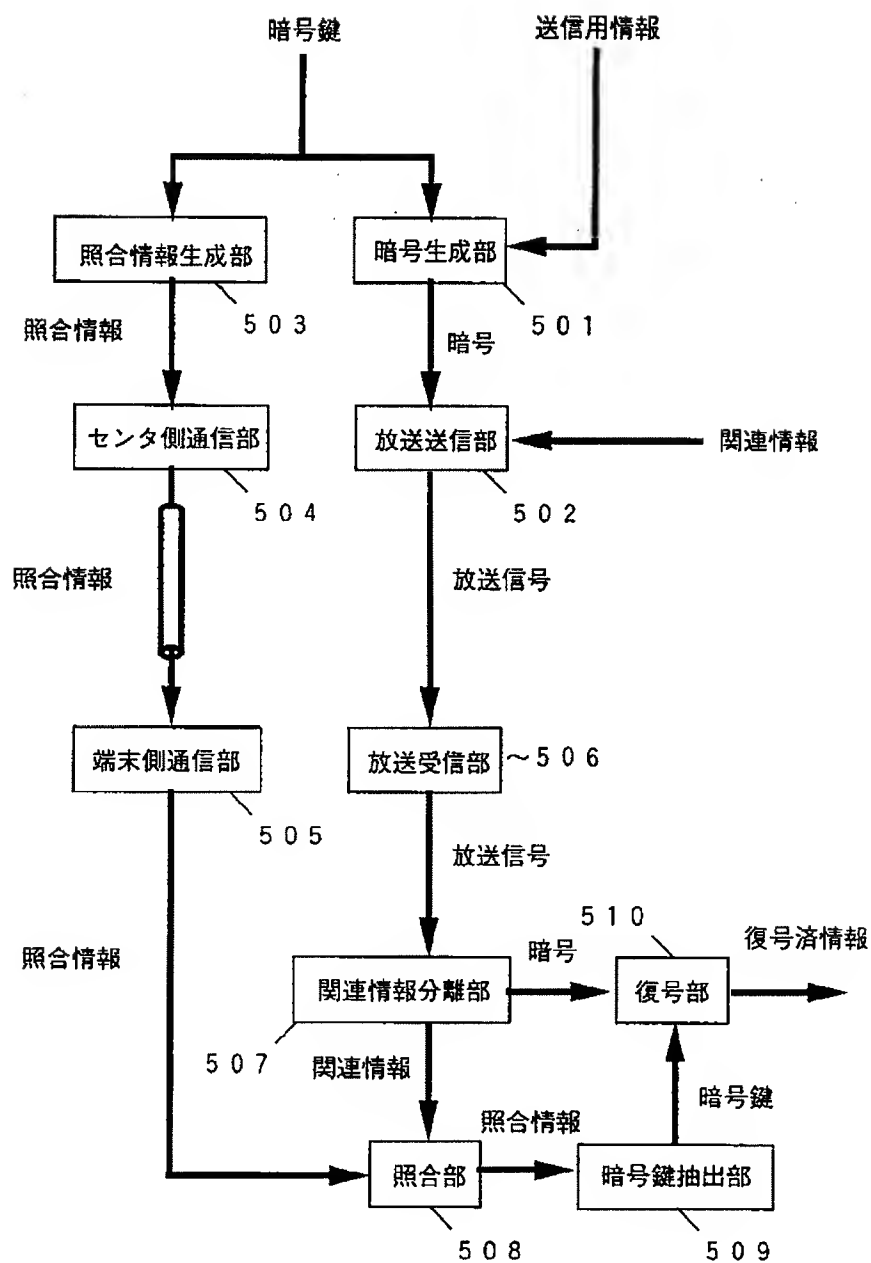 暗号鍵
送信用情報
照合情報生成部
暗号生成部
503
501
照合情報
暗号
センタ側通信部
放送送信部
関連情報
504
502
照合情報
放送信号
端末側通信部
放送受信部
~506
505
放送信号
510
照合情報
暗号
復号済情報
関連情報分離部
復号部
507
関連情報
暗号鍵
照合情報
照合部
暗号鍵抽出部
508
509